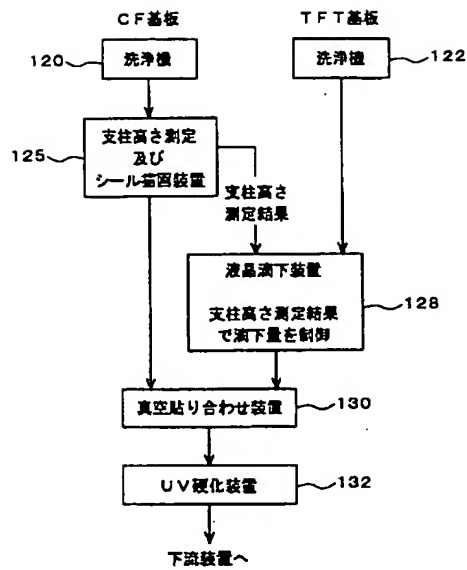 CF基板
TFT基板
120
洗浄機
洗浄機
122
125
支柱高さ測定
及び
シール描画装置
支柱高さ
測定結果
液晶滴下装置
支柱高さ測定結果
で滴下量を制御
128
真空貼り合わせ装置
130
UV硬化装置
132
下流装置へ